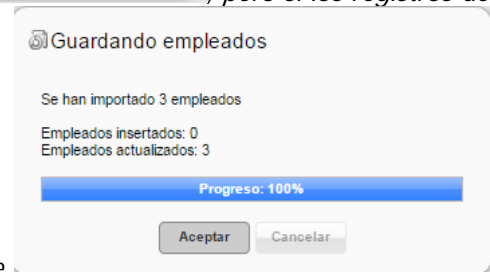 , pero si los registros de
Guardando empleados
Se han importado 3 empleados
Empleados insertados: 0
Empleados actualizados: 3
Progreso: 100%
Aceptar
Cancelar